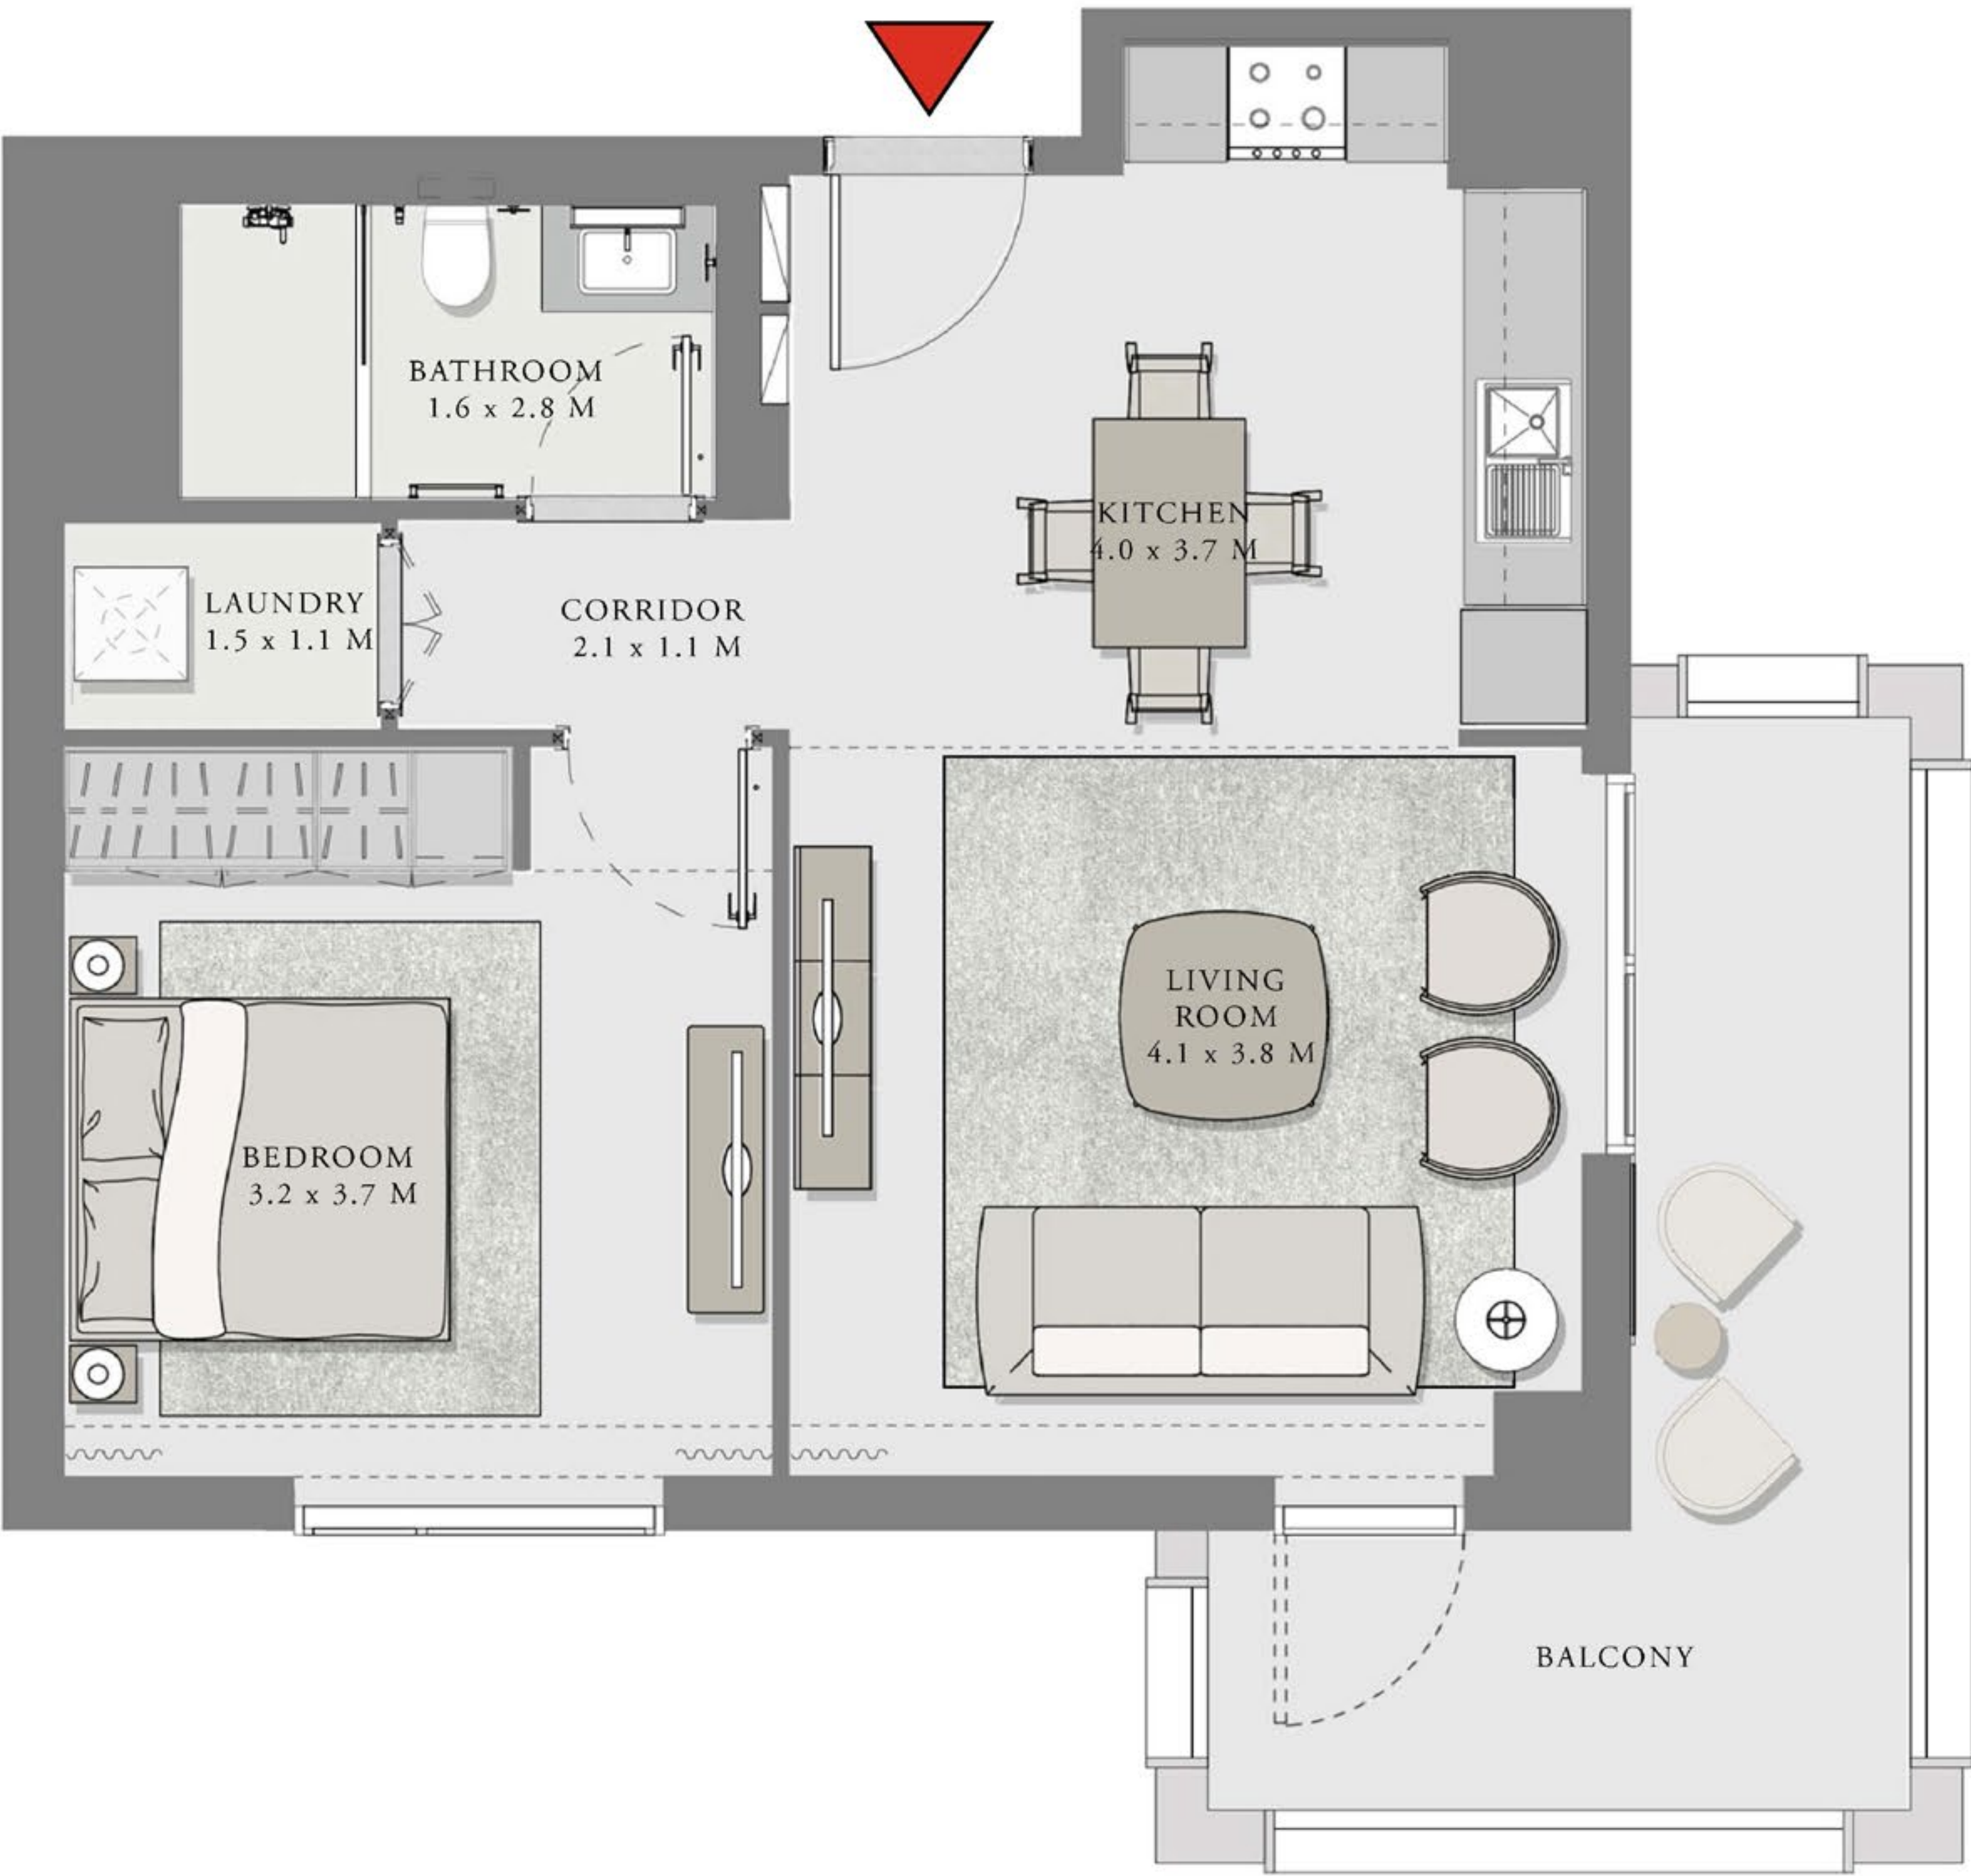 BATHROOM
1.6 x 2.8 M
KITCHEN
4.0 x 3.7 M
LAUNDRY
1.5 x 1.1 M
CORRIDOR
2.1 x 1.1 M
LIVING
ROOM
4.1 x 3.8 M
BEDROOM
3.2 x 3.7 M
BALCONY